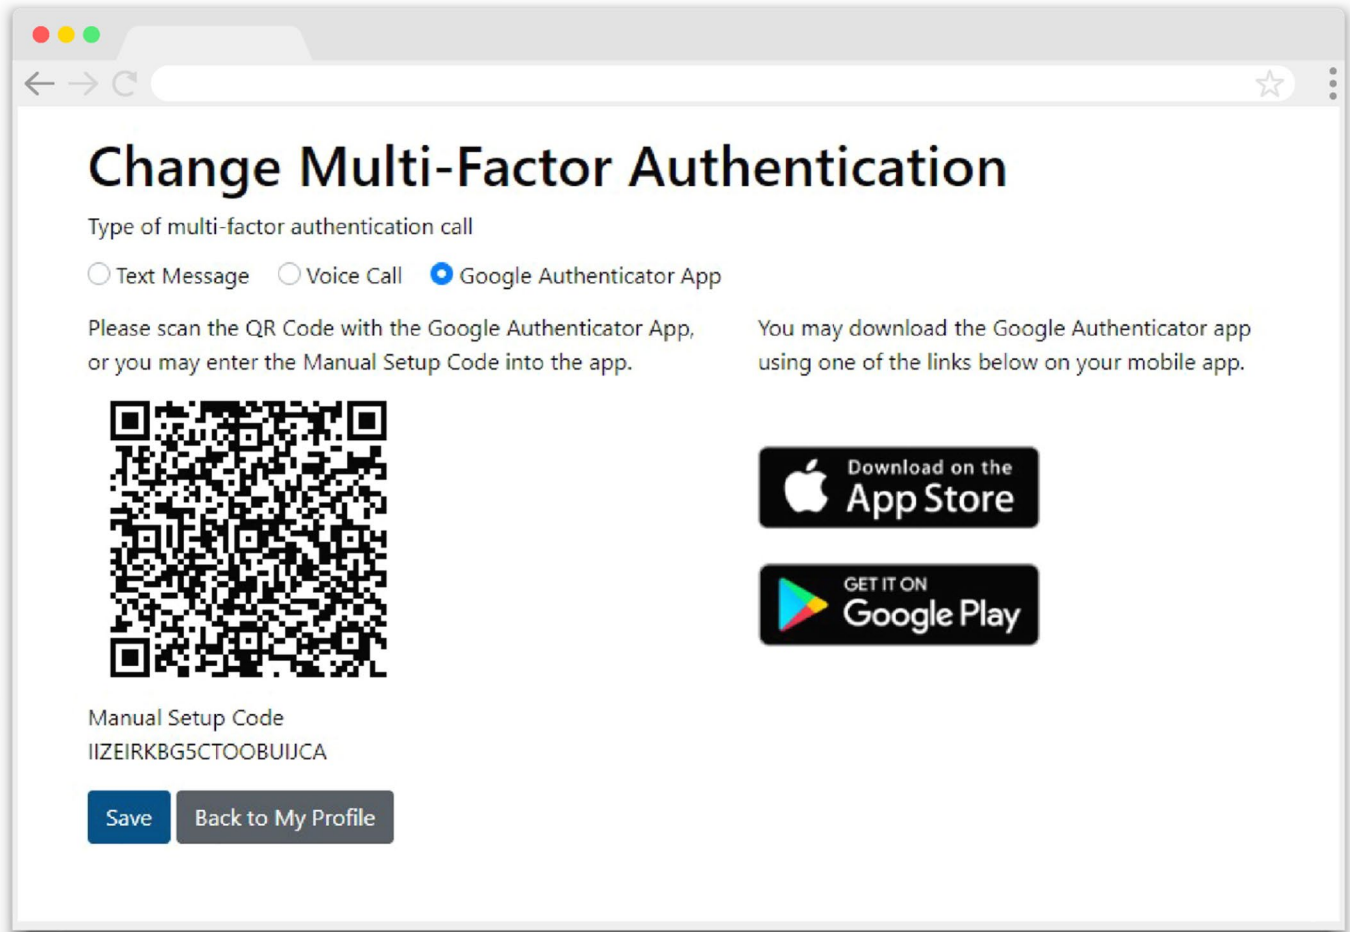 Change Multi-Factor Authentication
Type of multi-factor authentication call
Text Message Voice Call Google Authenticator App
Please scan the QR Code with the Google Authenticator App,
or you may enter the Manual Setup Code into the app.
You may download the Google Authenticator app
using one of the links below on your mobile app.
Download on the
App Store
GET IT ON
Google Play
Manual Setup Code
IIZEIRKBG5CTOOBUIJCA
Save Back to My Profile